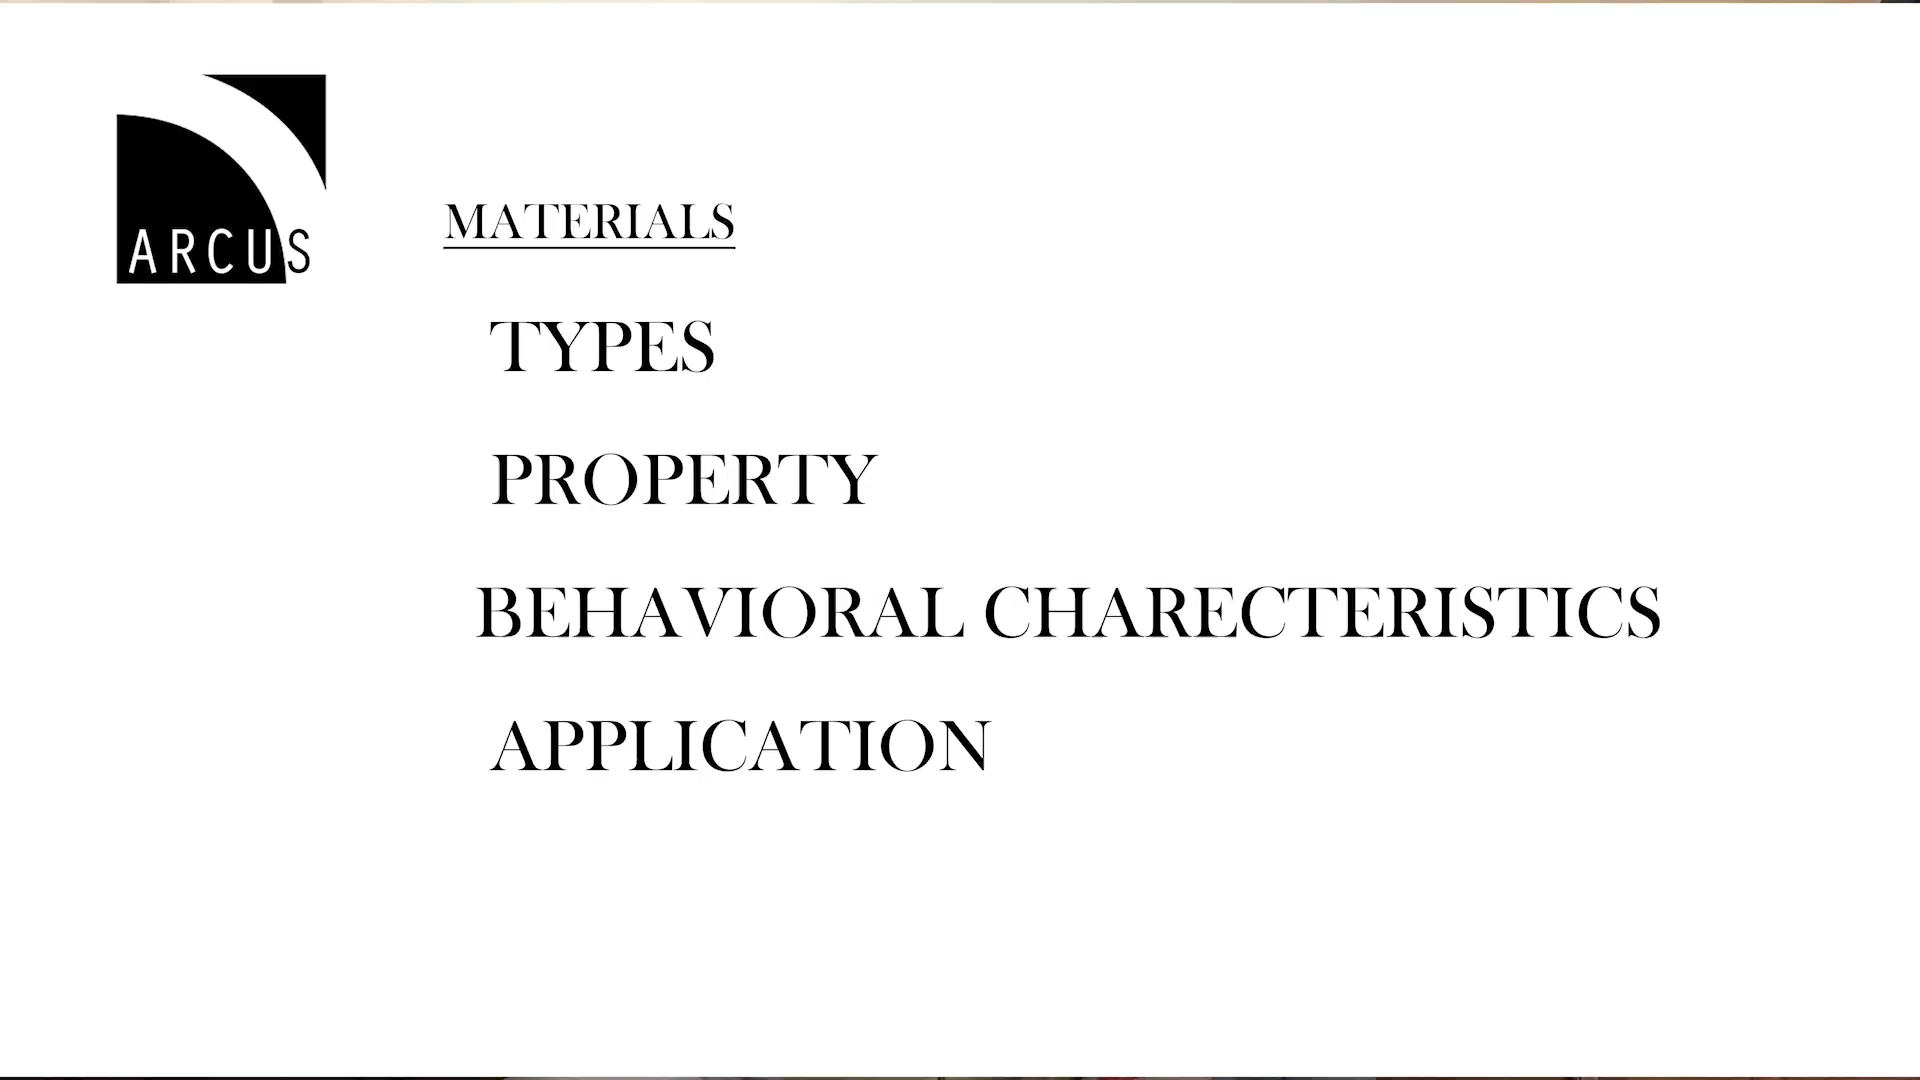 ARCUS
MATERIALS
TYPES
PROPERTY
BEHAVIORAL CHARECTERISTICS
APPLICATION